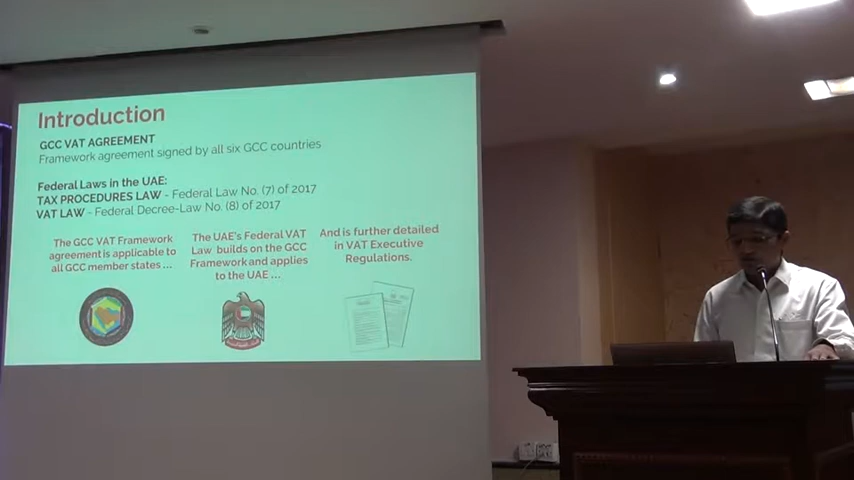 Introduction
GCC VAT AGREEMENT
Framework agreement signed by all six GCC countries
Federal Laws in the UAE:
TAX PROCEDURES LAW - Federal Law No. (7) of 2017
VAT LAW - Federal Decree-Law No. (8) of 2017
The GCC VAT Framework
agreement is applicable to
all GCC member states ...
The UAE's Federal VAT
Law builds on the GCC
Framework and applies
to the UAE ...
And is further detailed
in VAT Executive
Regulations.